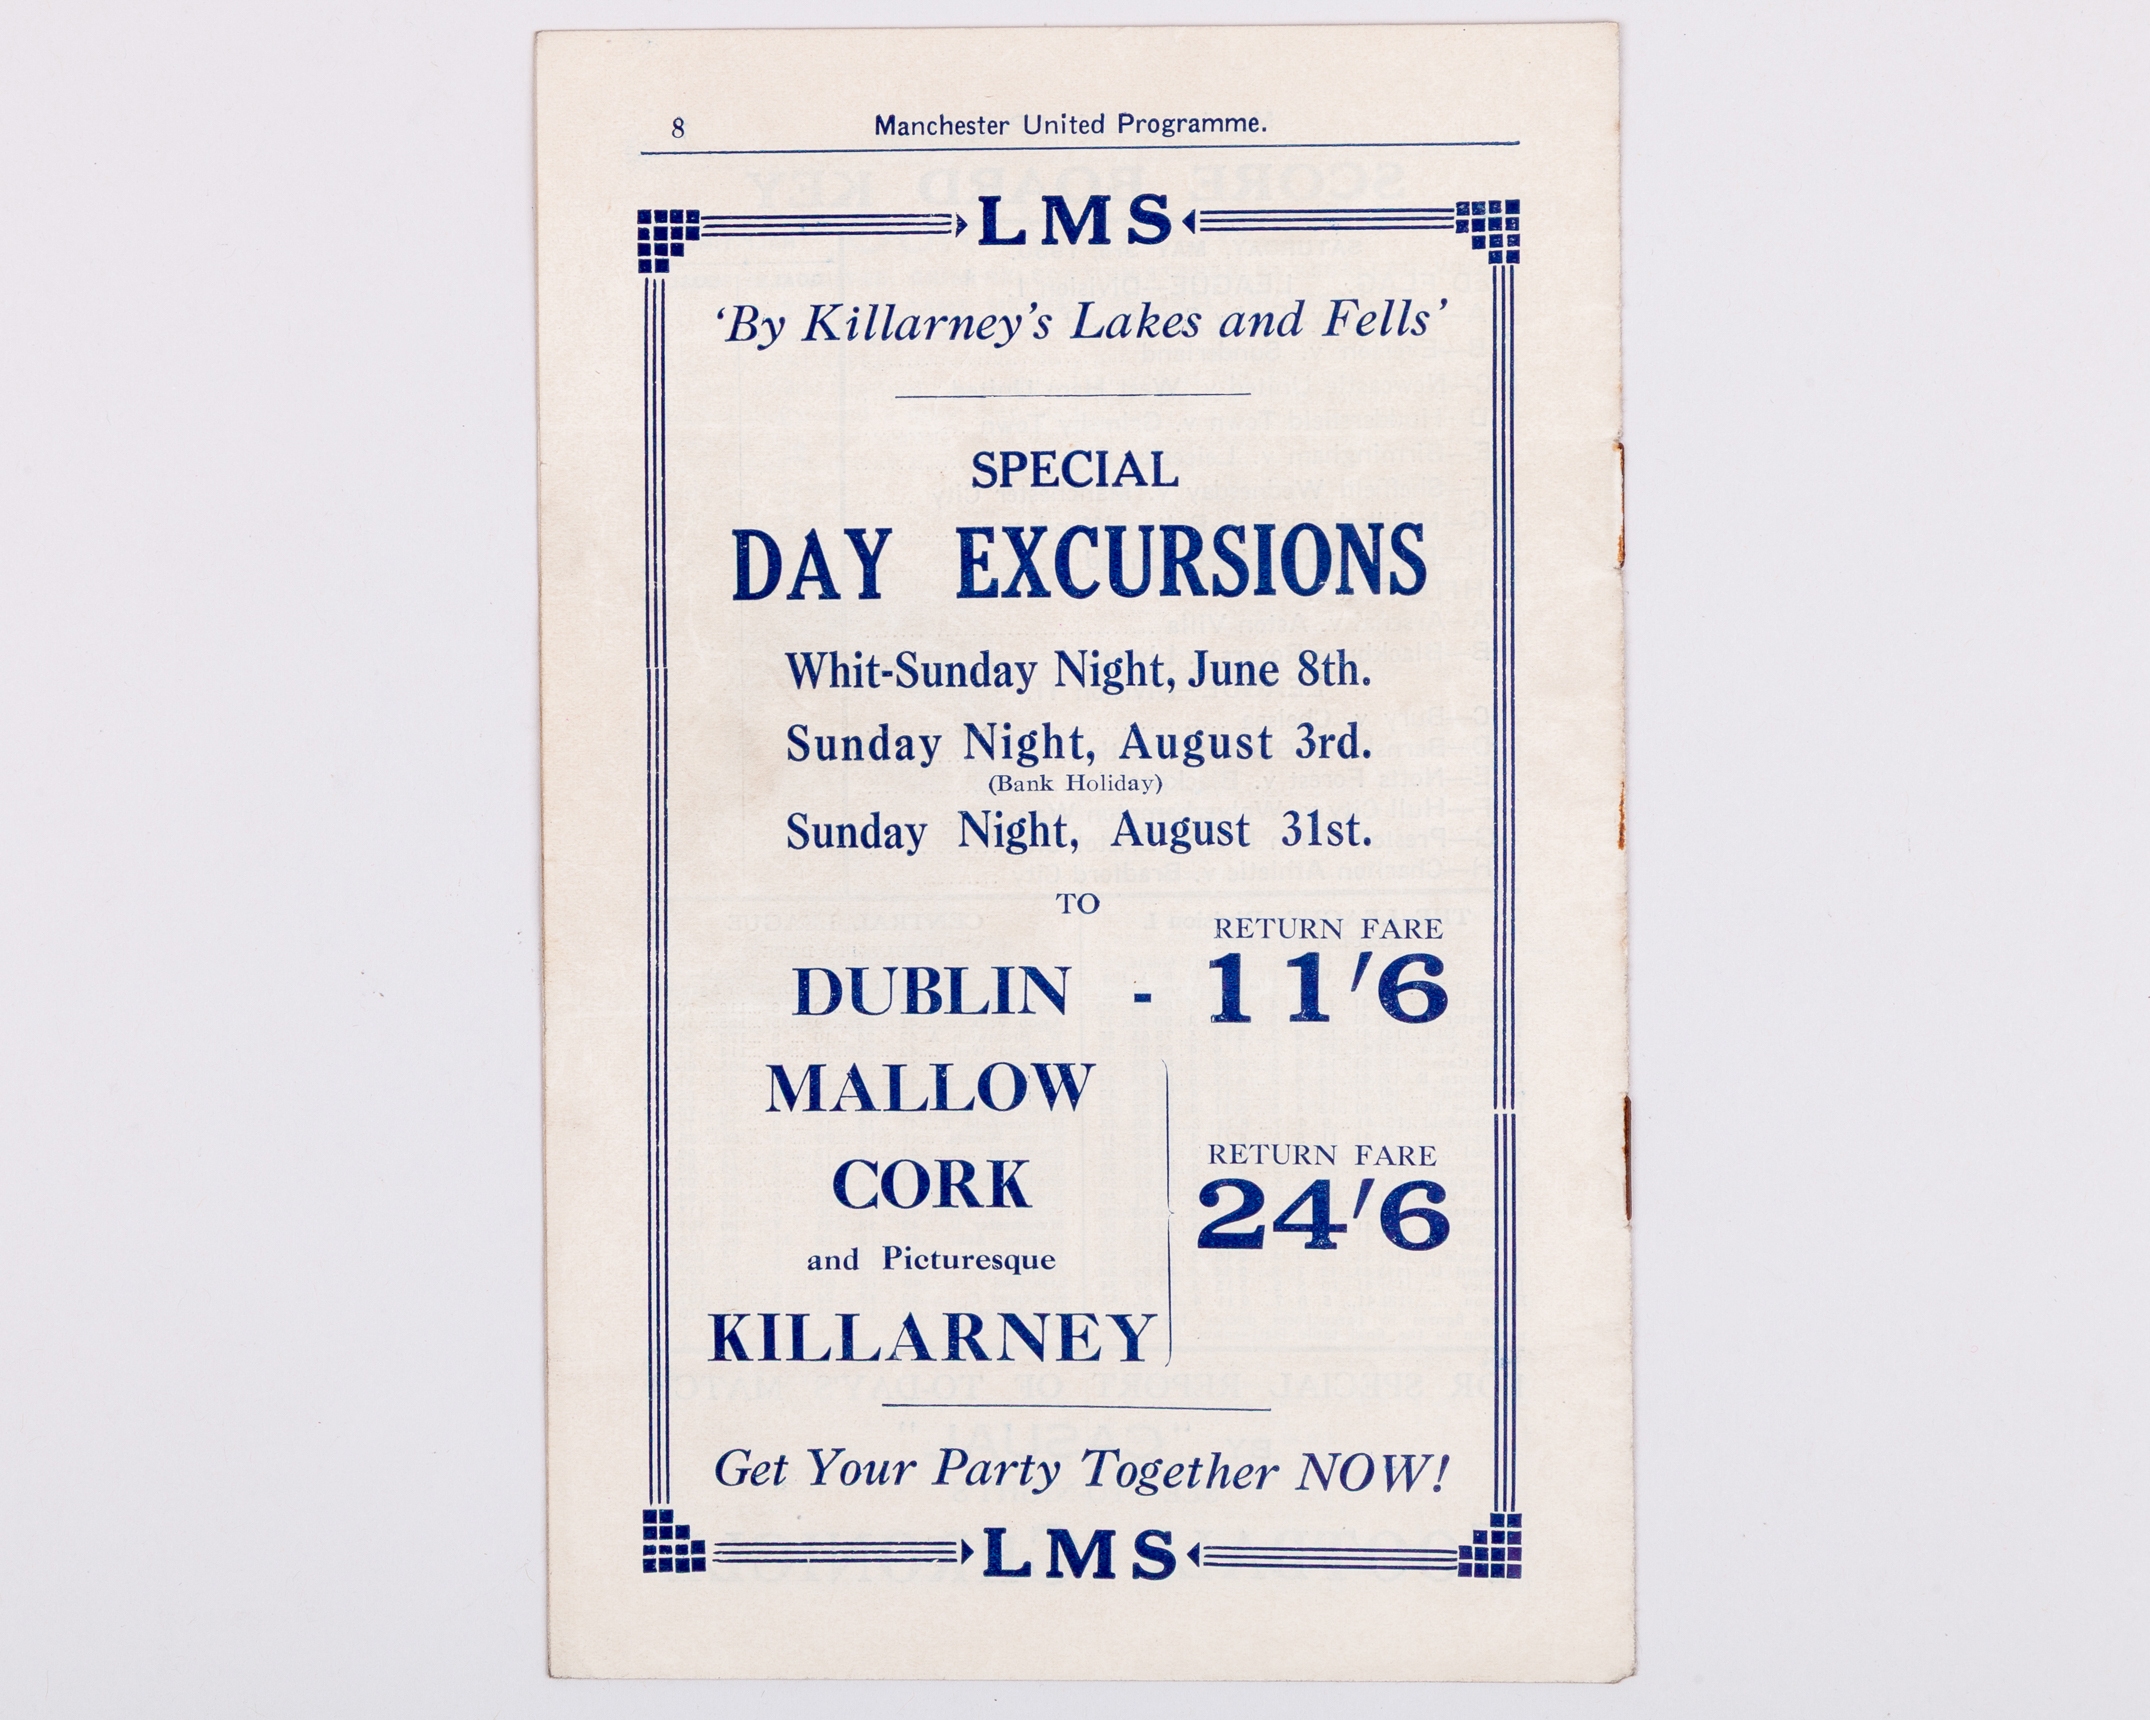 8 Manchester United Programme.
LMS
‘By Killarney’s Lakes and Fells’
SPECIAL
DAY EXCURSIONS
Whit-Sunday Night, June 8th.
Sunday Night, August 3rd.
(Bank Holiday)
Sunday Night, August 31st.
TO
RETURN FARE
DUBLIN - 11'6
MALLOW
CORK
RETURN FARE
24'6
and Picturesque
KILLARNEY
Get Your Party Together NOW!
LMS